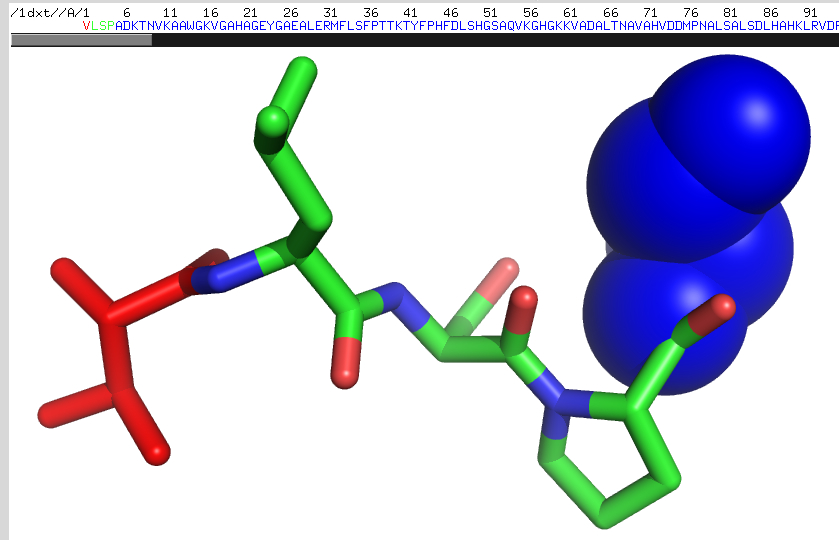 /1dxt//A/1 6 11 16 21 26 31 36 41 46 51 56 61 66 71 76 81 86 91
VLSPADKTNVKAAWGKVGAHAGEYGAEALERMFLSFPTTKTYFPHFDLSHGSAQVKGHGKKVADALTNAVAHVDDMPNALSALSDLHAHKLRVDP